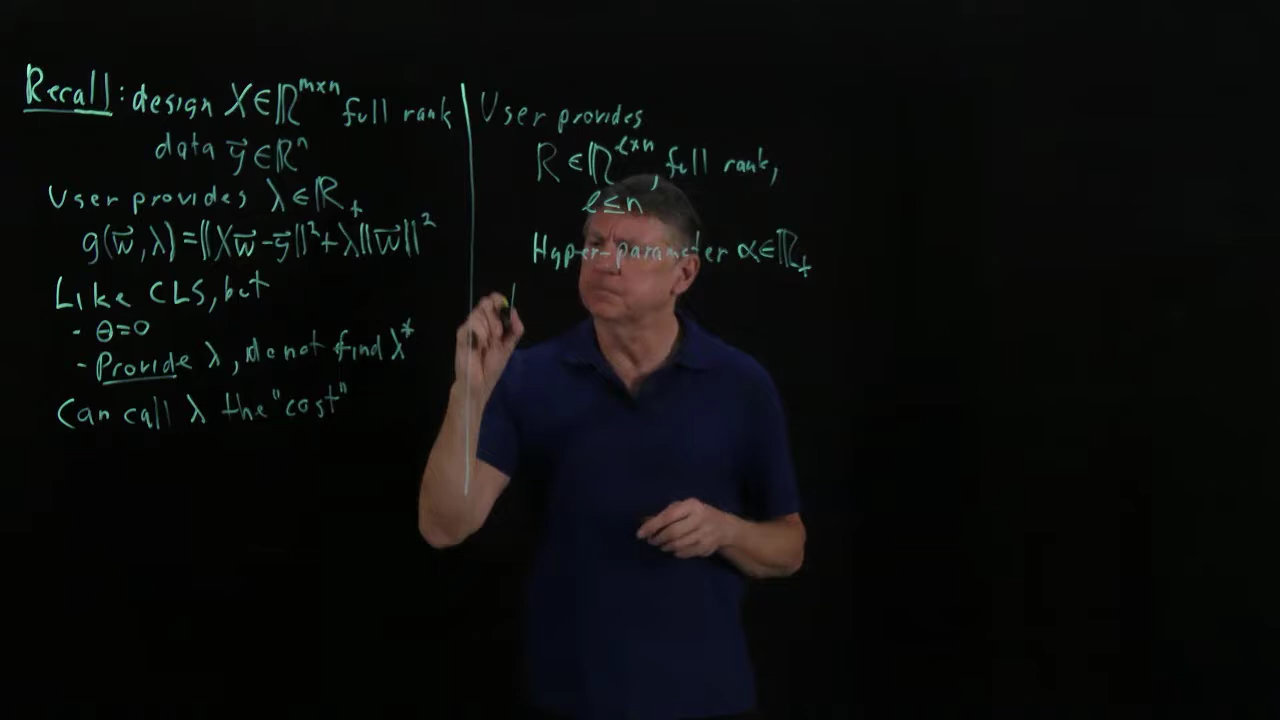 Recall: design X∈ℝ^{m×n} full rank
data y⃗∈ℝⁿ
User provides λ∈ℝ₊
g(w⃗,λ)=||Xw⃗-y⃗||²+λ||w⃗||²
Like CLS, but
- θ=0
- Provide λ, do not find λ*
Can call λ the "cost"
User provides
R∈ℝ^{ℓ×n}, full rank,
ℓ≤n
Hyper-parameter α∈ℝ₊